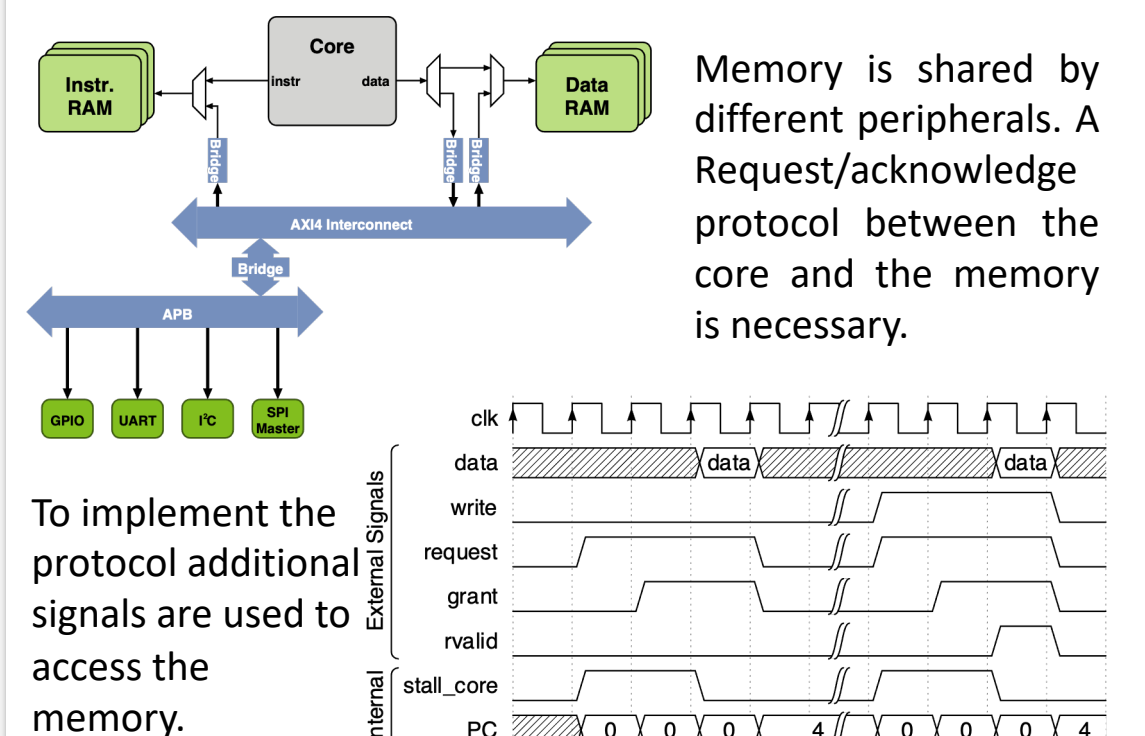 Core
instr
data
Instr.
RAM
Data
RAM
Bridge
Bridge
Bridge
AXI4 Interconnect
Bridge
APB
GPIO
UART
I²C
SPI
Master
Memory is shared by
different peripherals. A
Request/acknowledge
protocol between the
core and the memory
is necessary.
To implement the
protocol additional
signals are used to
access the
memory.
External Signals
clk
data data data
write
request
grant
rvalid
stall_core
PC 0 0 0 4 0 0 0 4